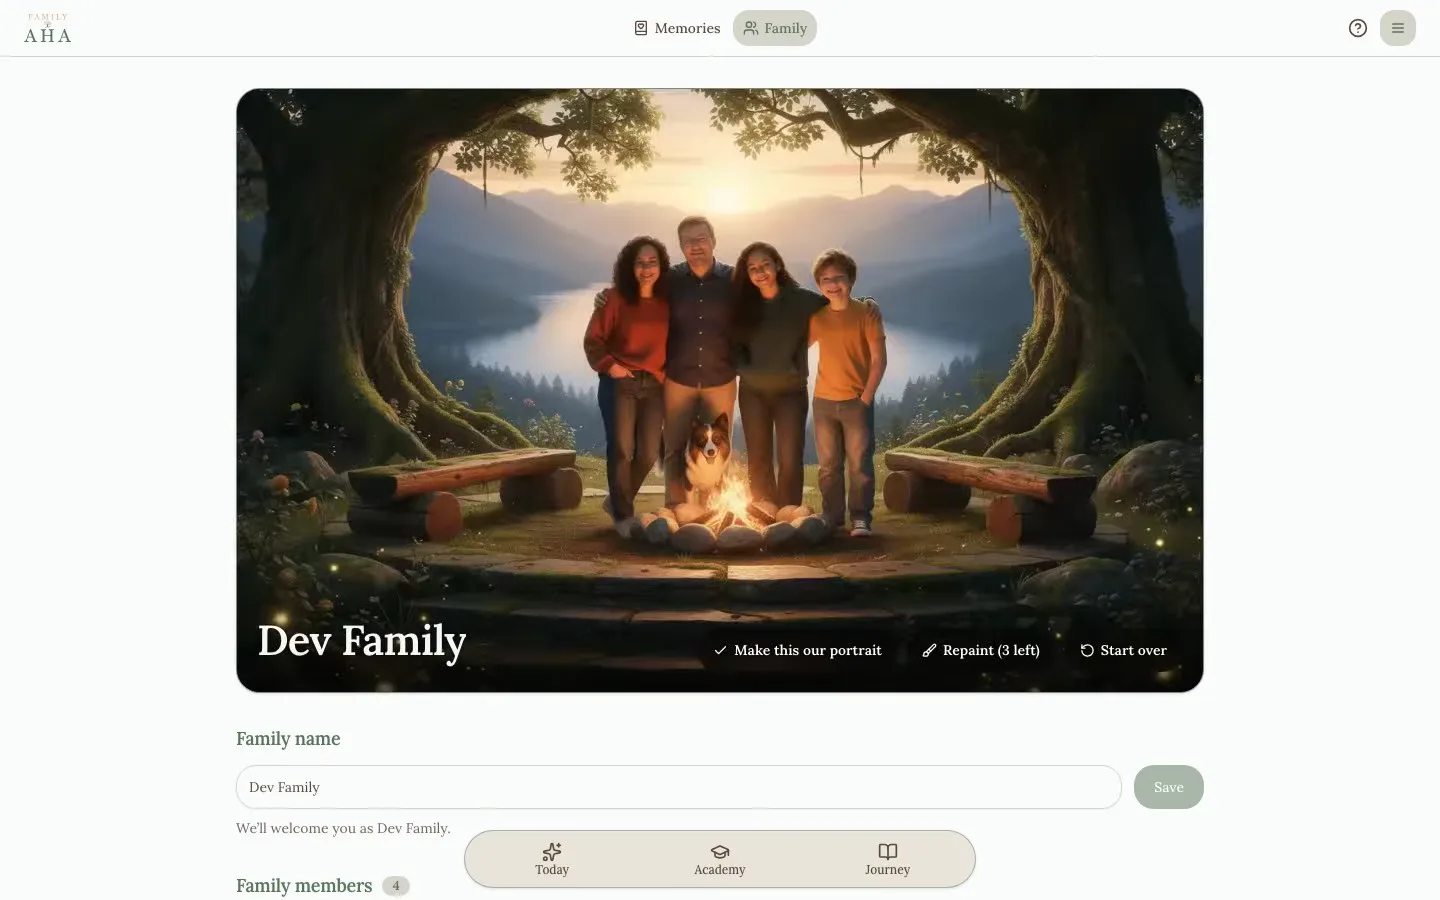 FAMILY
AHA
Memories
Family
Dev Family
Make this our portrait
Repaint (3 left)
Start over
Family name
Dev Family
Save
We'll welcome you as Dev Family.
Today
Academy
Journey
Family members 4